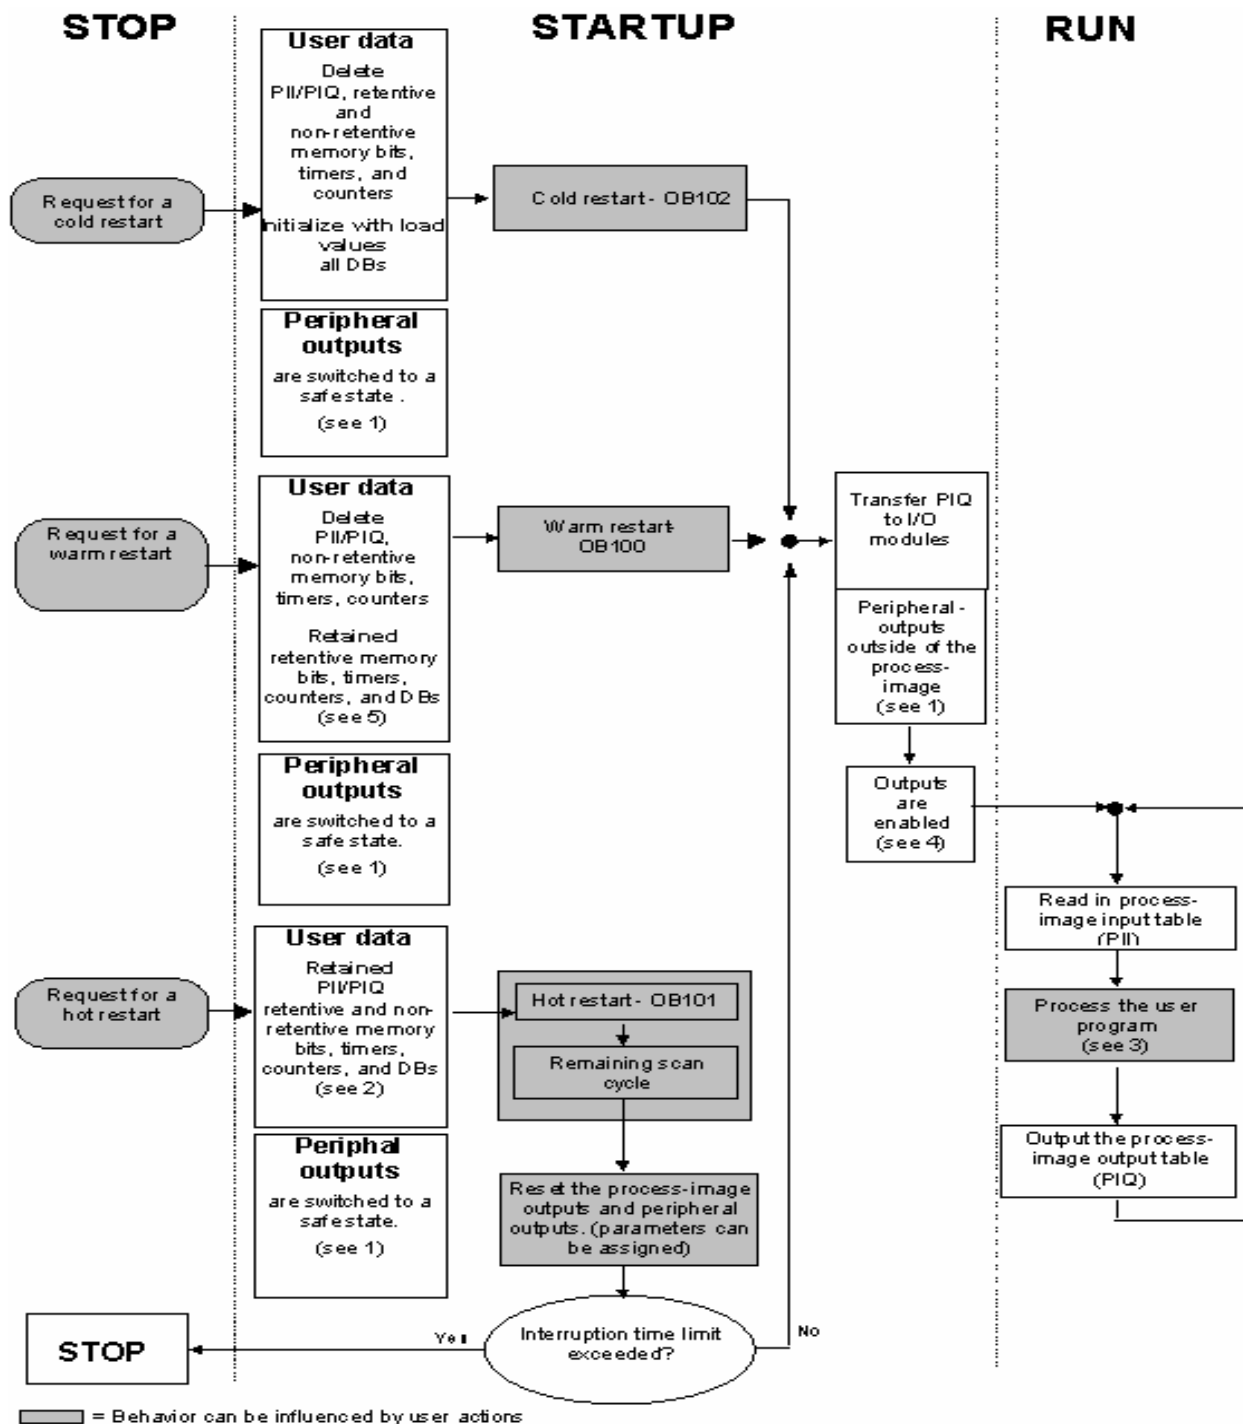 STOP
STARTUP
RUN
User data
Delete
PII/PIQ, retentive
and
non-retentive
memory bits,
timers, and
counters
Initialize with load
values
all DBs
Request for a
cold restart
Cold restart - OB102
Peripheral
outputs
are switched to a
safe state .
(see 1)
User data
Delete
PII/PIQ,
non-retentive
memory bits,
timers, counters
Retained
retentive memory
bits, timers,
counters, and DBs
(see 5)
Request for a
warm restart
Warm restart-
OB100
Transfer PIQ
to I/O
modules
Peripheral -
outputs
outside of the
process-
image
(see 1)
Peripheral
outputs
are switched to a
safe state.
(see 1)
Outputs
are
enabled
(see 4)
Read in process-
image input table
(PII)
User data
Retained
PII/PIQ
retentive and non-
retentive memory
bits, timers,
counters, and DBs
(see 2)
Request for a
hot restart
Hot restart - OB101
Remaining scan
cycle
Process the user
program
(see 3)
Output the process-
image output table
(PIQ)
Periphal
outputs
are switched to a
safe state.
(see 1)
Reset the process-image
outputs and peripheral
outputs. (parameters can
be assigned)
Interruption time limit
exceeded?
Yes
No
STOP
= Behavior can be influenced by user actions